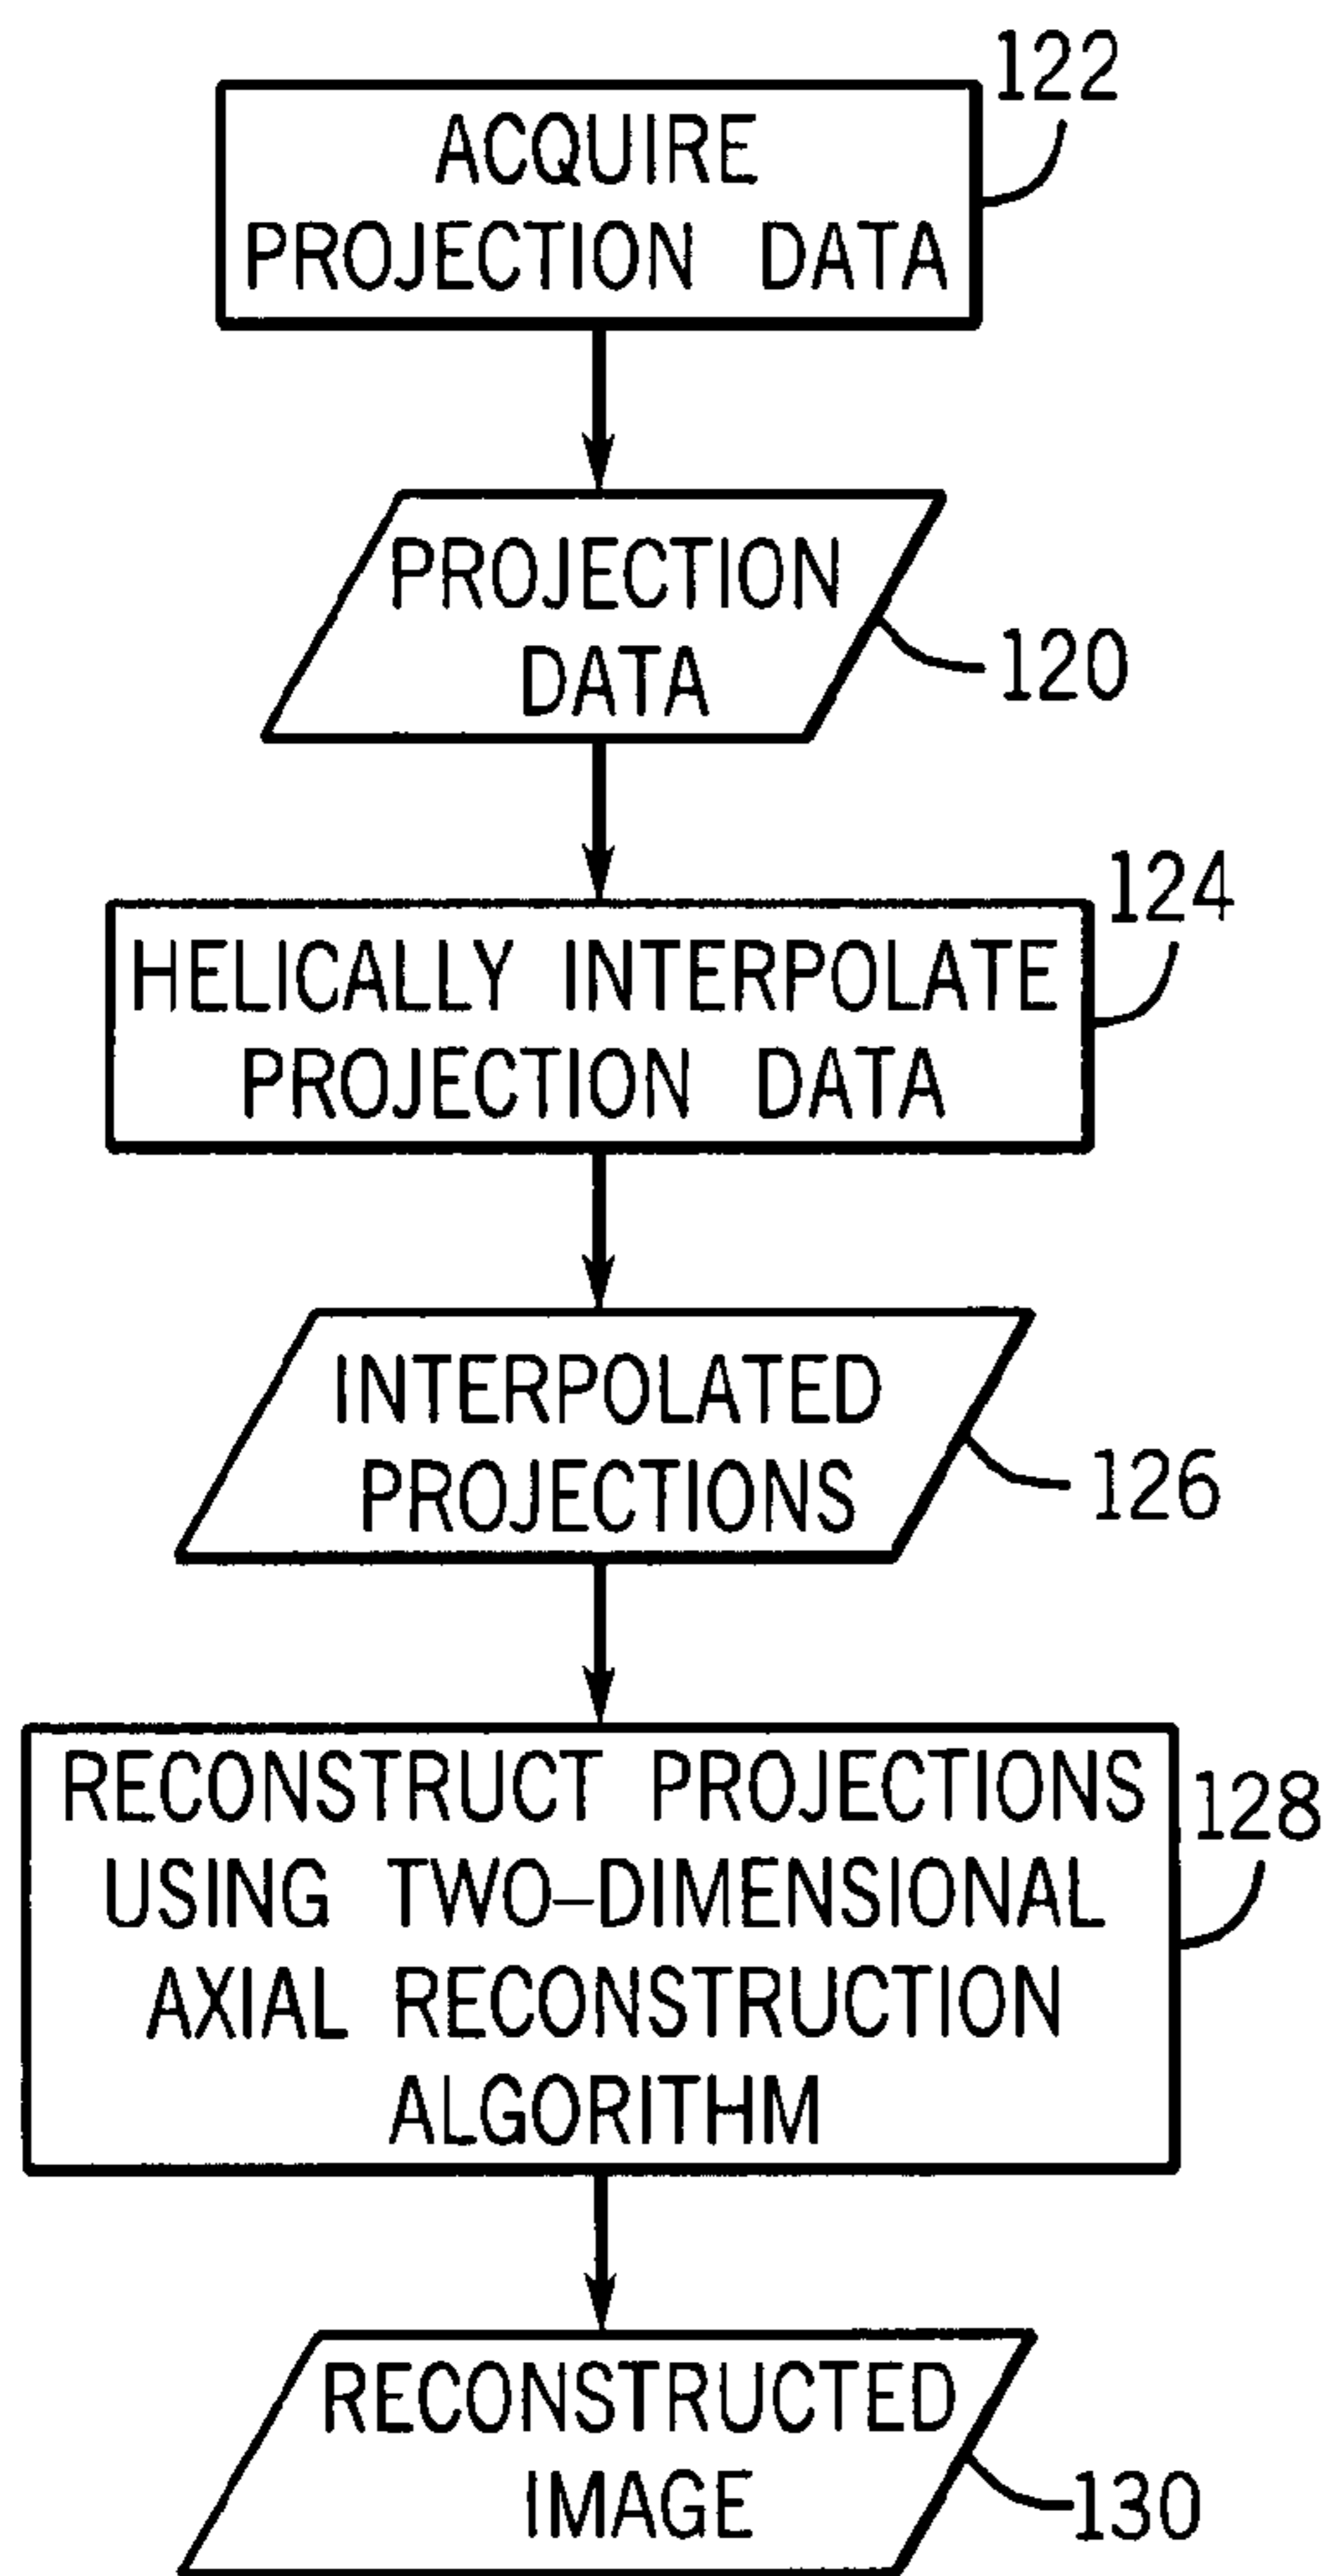 122
ACQUIRE
PROJECTION DATA
PROJECTION
DATA
120
124
HELICALLY INTERPOLATE
PROJECTION DATA
INTERPOLATED
PROJECTIONS
126
RECONSTRUCT PROJECTIONS
128
USING TWO-DIMENSIONAL
AXIAL RECONSTRUCTION
ALGORITHM
RECONSTRUCTED
IMAGE
130